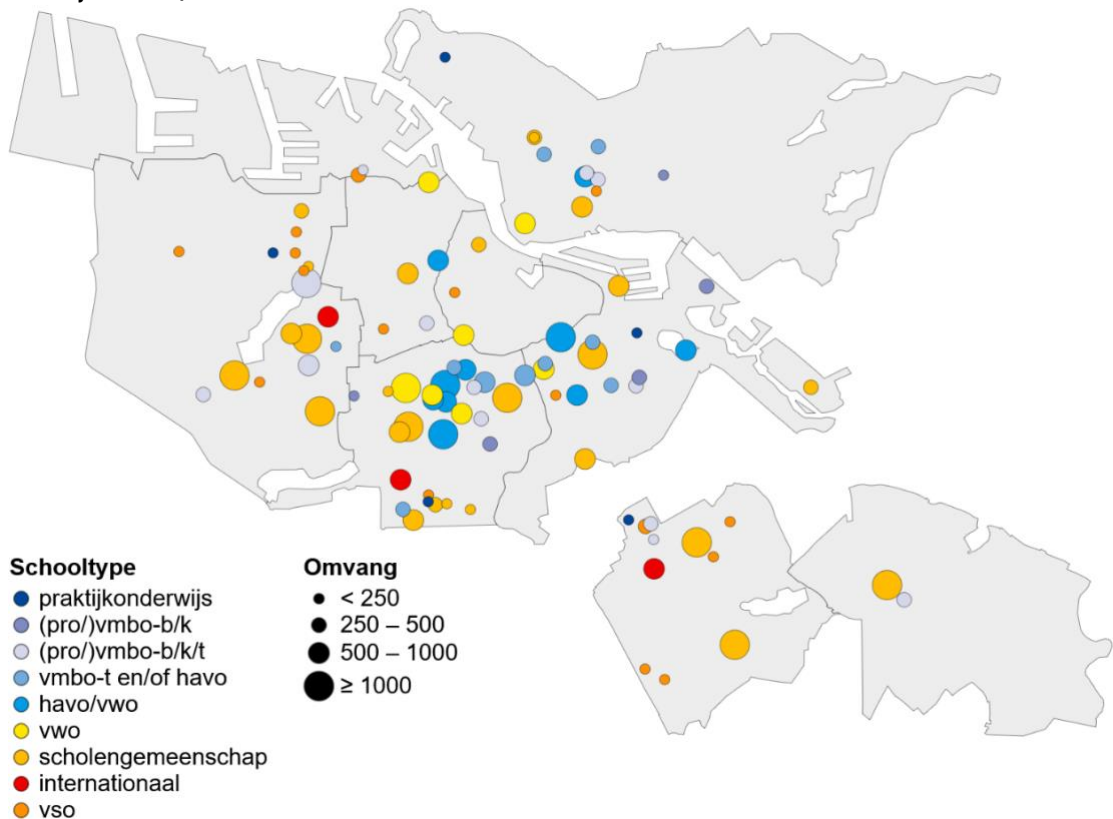 Schooltype
praktijkonderwijs
(pro/)vmbo-b/k
(pro/)vmbo-b/k/t
vmbo-t en/of havo
havo/vwo
vwo
scholengemeenschap
internationaal
vso
Omvang
< 250
250 – 500
500 – 1000
≥ 1000